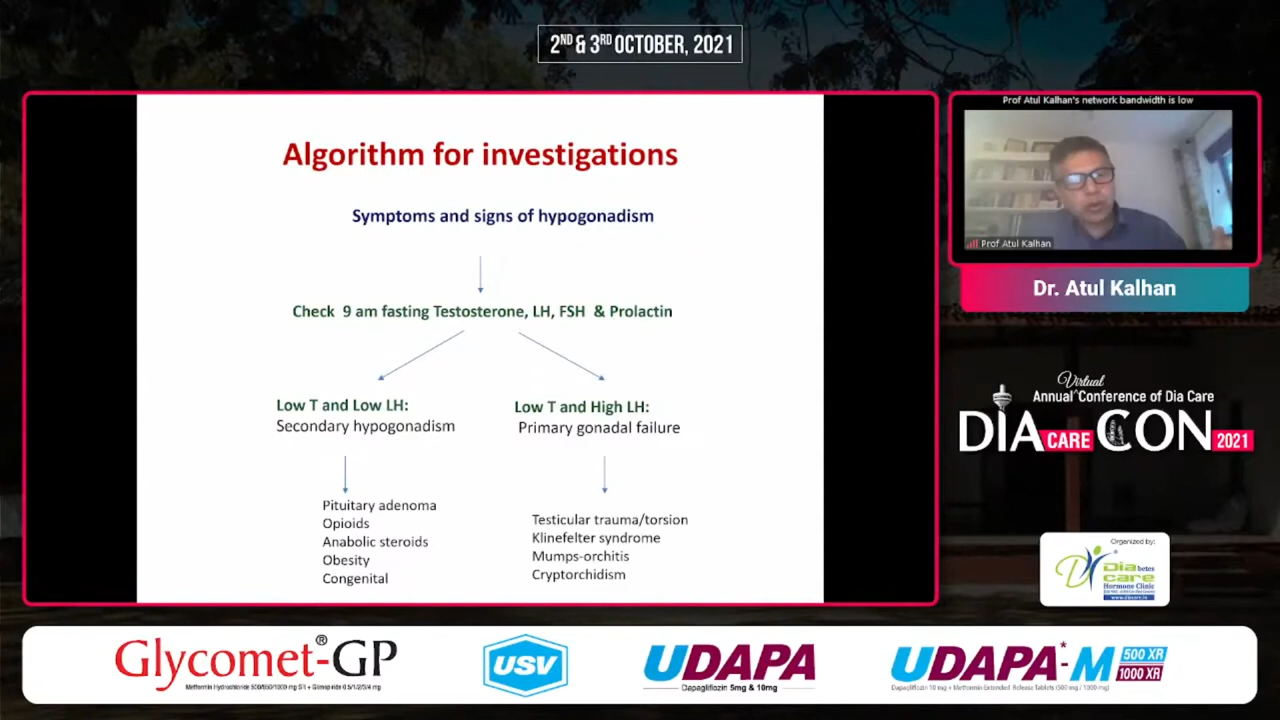 2ND & 3RD OCTOBER, 2021
Algorithm for investigations
Symptoms and signs of hypogonadism
Check 9 am fasting Testosterone, LH, FSH & Prolactin
Low T and Low LH:
Secondary hypogonadism
Low T and High LH:
Primary gonadal failure
Pituitary adenoma
Opioids
Anabolic steroids
Obesity
Congenital
Testicular trauma/torsion
Klinefelter syndrome
Mumps-orchitis
Cryptorchidism
Prof Atul Kalhan's network bandwidth is low
Prof Atul Kalhan
Dr. Atul Kalhan
Virtual
Annual ^ Conference of Dia Care
DIA CARE CON 2021
Organized by:
Diabetes
care
Hormone Clinic
Glycomet®-GP
Metformin Hydrochloride 500/850/1000 mg SR + Glimepiride 0.5/1/2/3/4 mg
USV
UDAPA
Dapagliflozin 5mg & 10mg
UDAPA*-M 500 XR
1000 XR
Dapagliflozin 10 mg + Metformin Extended Release Tablets (500 mg / 1000 mg)